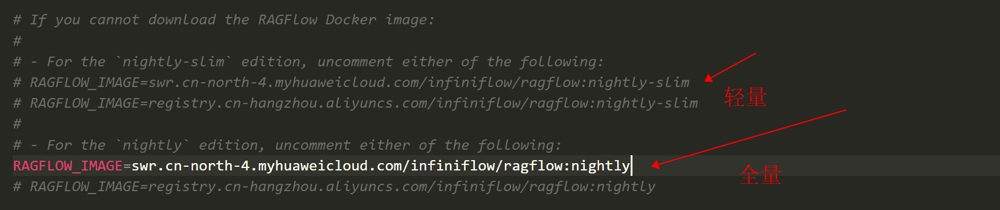 # If you cannot download the RAGFlow Docker image:
#
# - For the `nightly-slim` edition, uncomment either of the following:
# RAGFLOW_IMAGE=swr.cn-north-4.myhuaweicloud.com/infiniflow/ragflow:nightly-slim
# RAGFLOW_IMAGE=registry.cn-hangzhou.aliyuncs.com/infiniflow/ragflow:nightly-slim
轻量
#
# - For the `nightly` edition, uncomment either of the following:
RAGFLOW_IMAGE=swr.cn-north-4.myhuaweicloud.com/infiniflow/ragflow:nightly
全量
# RAGFLOW_IMAGE=registry.cn-hangzhou.aliyuncs.com/infiniflow/ragflow:nightly